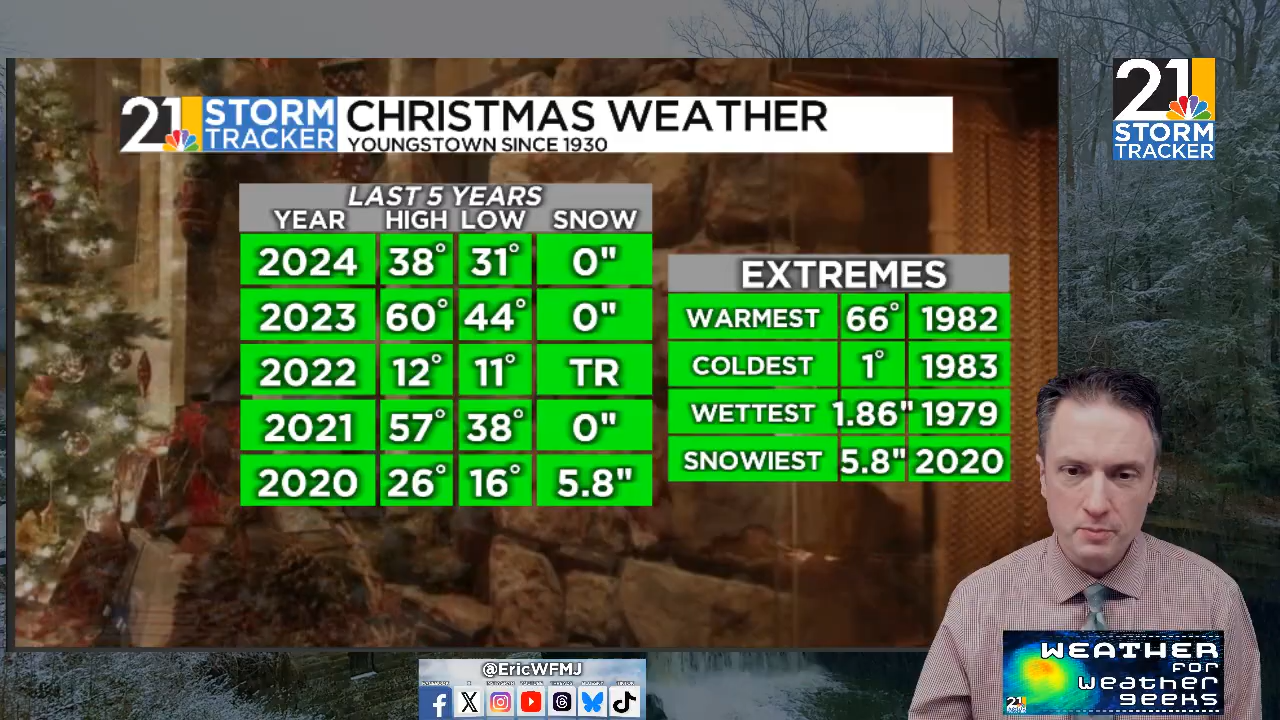 21 STORM TRACKER
CHRISTMAS WEATHER
YOUNGSTOWN SINCE 1930
LAST 5 YEARS
YEAR HIGH LOW SNOW
2024 38° 31° 0"
2023 60° 44° 0"
2022 12° 11° TR
2021 57° 38° 0"
2020 26° 16° 5.8"
EXTREMES
WARMEST 66° 1982
COLDEST 1° 1983
WETTEST 1.86" 1979
SNOWIEST 5.8" 2020
21
STORM
TRACKER
@EricWFMJ
WEATHER
FOR
Weather
geeks
21